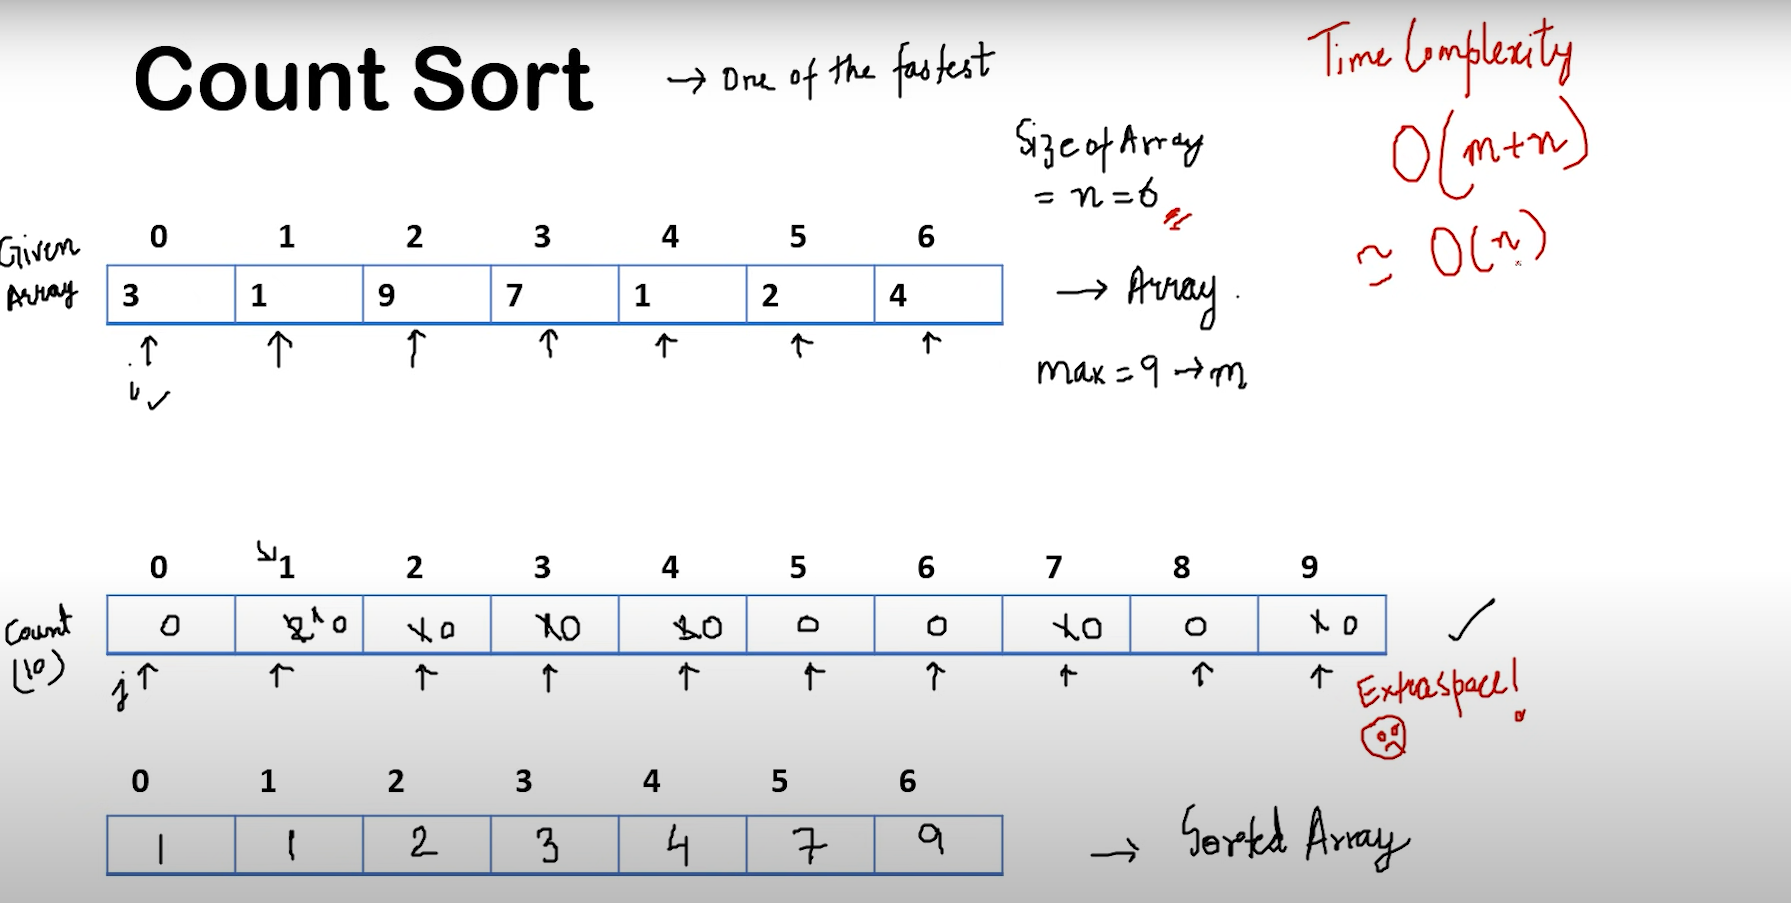 Count Sort → One of the fastest
Time Complexity
O(m+n)
≃ O(n)
Size of Array
= n = 6
Given
Array
0 1 2 3 4 5 6
3 1 9 7 1 2 4
→ Array.
i
max = 9 → m
0 1 2 3 4 5 6 7 8 9
Count
(10)
0 2 1 0 1 0 1 0 1 0 0 0 1 0 0 1 0
j
Extraspace!
0 1 2 3 4 5 6
1 1 2 3 4 7 9
→ Sorted Array